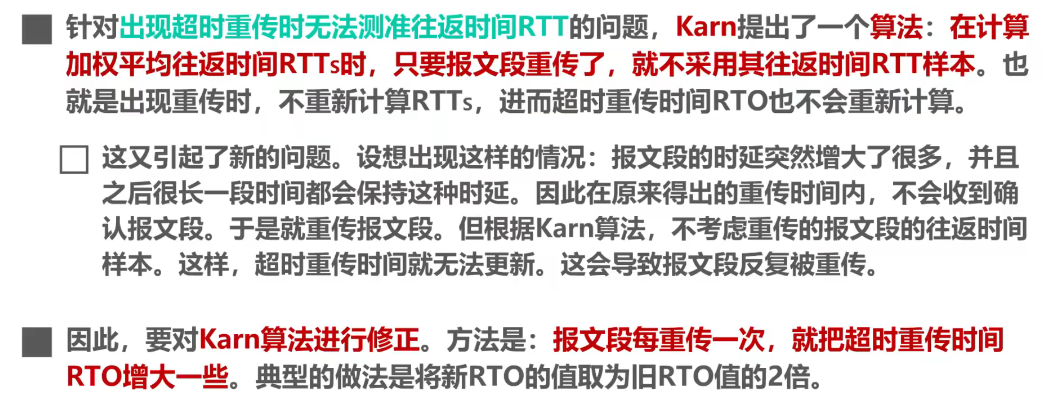 针对出现超时重传时无法测准往返时间RTT的问题，Karn提出了一个算法：在计算
加权平均往返时间RTTs时，只要报文段重传了，就不采用其往返时间RTT样本。也
就是出现重传时，不重新计算RTTs，进而超时重传时间RTO也不会重新计算。
这又引起了新的问题。设想出现这样的情况：报文段的时延突然增大了很多，并且
之后很长一段时间都会保持这种时延。因此在原来得出的重传时间内，不会收到确
认报文段。于是就重传报文段。但根据Karn算法，不考虑重传的报文段的往返时间
样本。这样，超时重传时间就无法更新。这会导致报文段反复被重传。
因此，要对Karn算法进行修正。方法是：报文段每重传一次，就把超时重传时间
RTO增大一些。典型的做法是将新RTO的值取为旧RTO值的2倍。